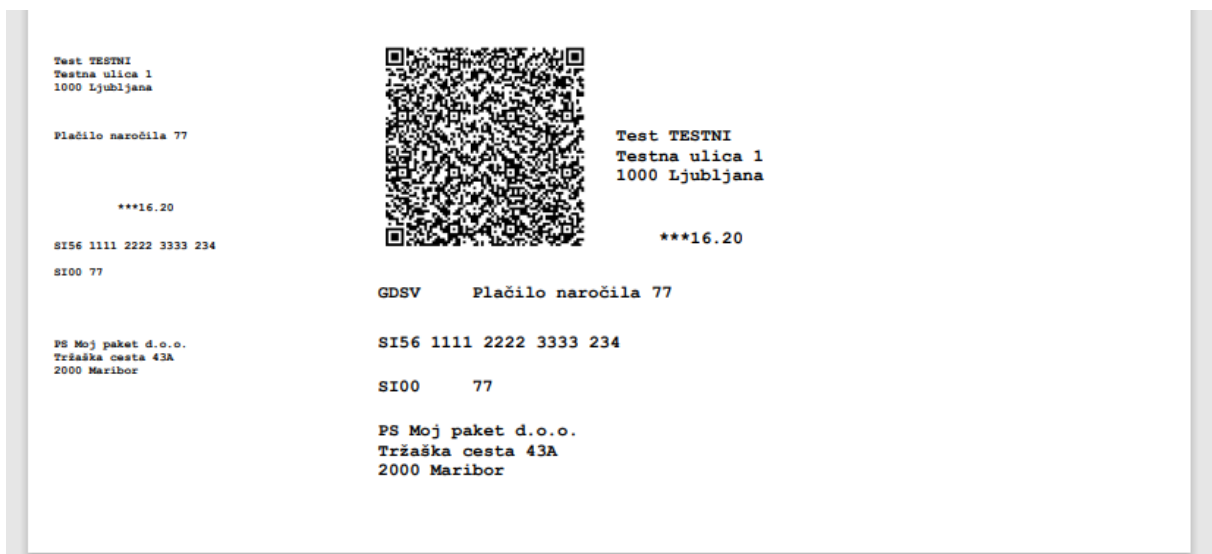 Test TESTNI
Testna ulica 1
1000 Ljubljana
Plačilo naročila 77
***16.20
SI56 1111 2222 3333 234
SI00 77
PS Moj paket d.o.o.
Tržaška cesta 43A
2000 Maribor
Test TESTNI
Testna ulica 1
1000 Ljubljana
***16.20
GDSV Plačilo naročila 77
SI56 1111 2222 3333 234
SI00 77
PS Moj paket d.o.o.
Tržaška cesta 43A
2000 Maribor